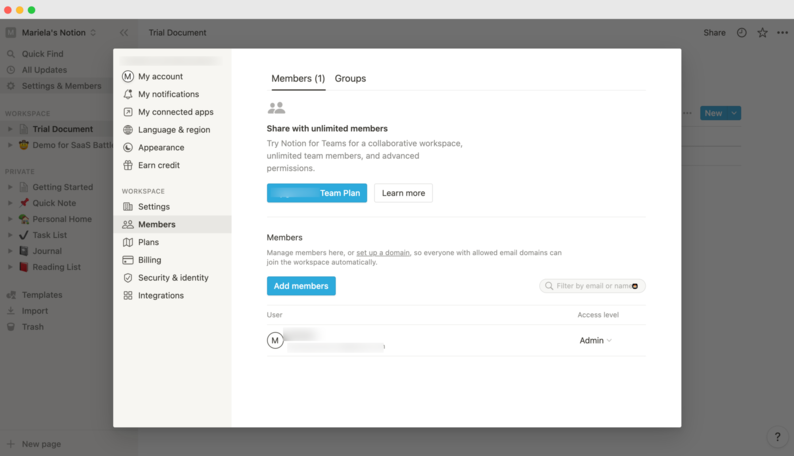 Mariela's Notion
Trial Document
Share
Quick Find
All Updates
Settings & Members
WORKSPACE
Trial Document
Demo for SaaS Battl
PRIVATE
Getting Started
Quick Note
Personal Home
Task List
Journal
Reading List
Templates
Import
Trash
New page
M My account
My notifications
My connected apps
Language & region
Appearance
Earn credit
WORKSPACE
Settings
Members
Plans
Billing
Security & identity
Integrations
Members (1) Groups
Share with unlimited members
Try Notion for Teams for a collaborative workspace,
unlimited team members, and advanced
permissions.
Team Plan Learn more
Members
Manage members here, or set up a domain, so everyone with allowed email domains can
join the workspace automatically.
Add members
Filter by email or name
User Access level
M Admin
New
?